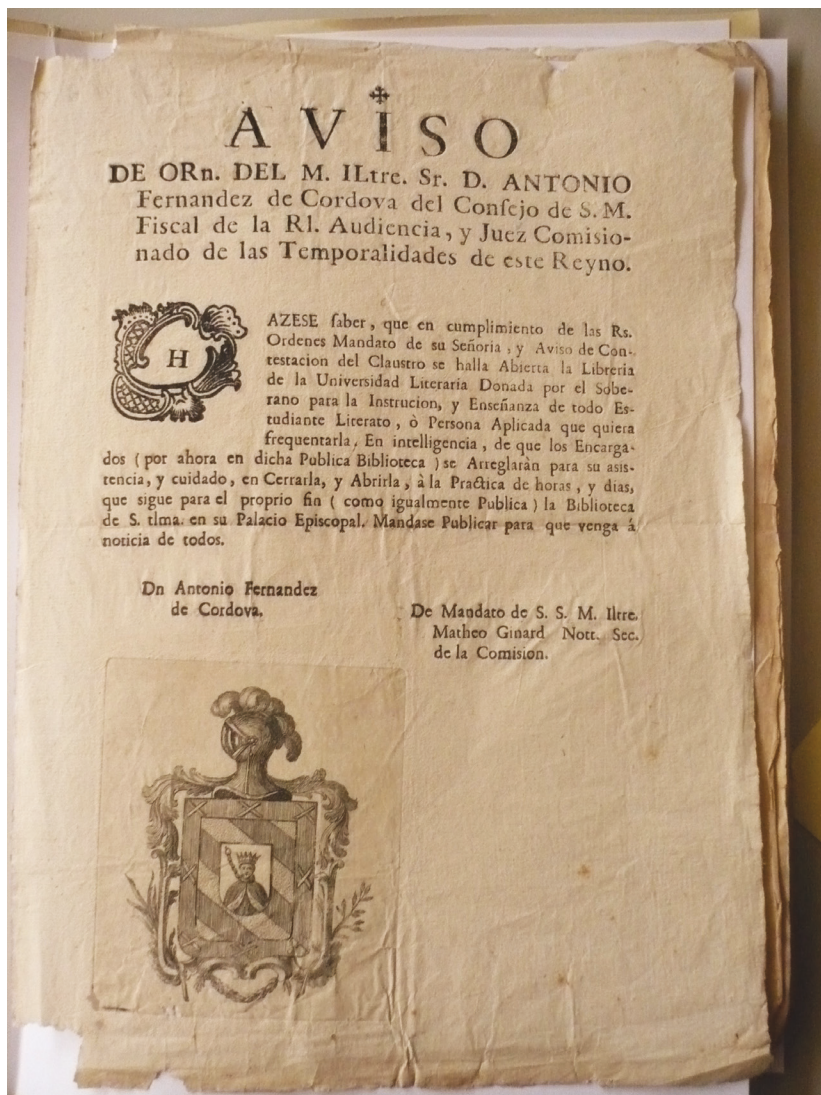 AVISO
DE ORn. DEL M. ILtre. Sr. D. ANTONIO
Fernandez de Cordova del Conſejo de S. M.
Fiscal de la Rl. Audiencia, y Juez Comisio-
nado de las Temporalidades de este Reyno.
HAZESE ſaber, que en cumplimiento de las Rs.
Ordenes Mandato de su Señoria, y Aviso de Con-
testacion del Claustro se halla Abierta la Libreria
de la Universidad Literaria Donada por el Sobe-
rano para la Instrucion, y Enseñanza de todo Es-
tudiante Literato, ò Persona Aplicada que quiera
frequentarla, En intelligencia, de que los Encarga-
dos (por ahora en dicha Publica Biblioteca) se Arreglaràn para su asis-
tencia, y cuidado, en Cerrarla, y Abrirla, à la Practica de horas, y dias,
que sigue para el proprio fin (como igualmente Publica) la Biblioteca
de S. tlma. en su Palacio Episcopal. Mandase Publicar para que venga á
noticia de todos.
Dn Antonio Fernandez
de Cordova.
De Mandato de S. S. M. Iltre.
Matheo Ginard Nott. Sec.
de la Comision.